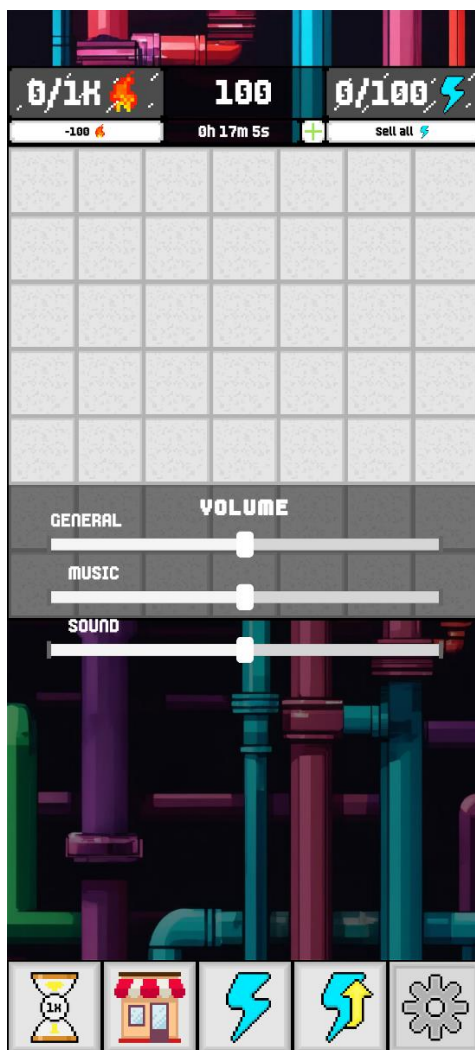 0/1K
100
0/100
-100
0h 17m 5s
Sell all
VOLUME
GENERAL
MUSIC
SOUND
1H